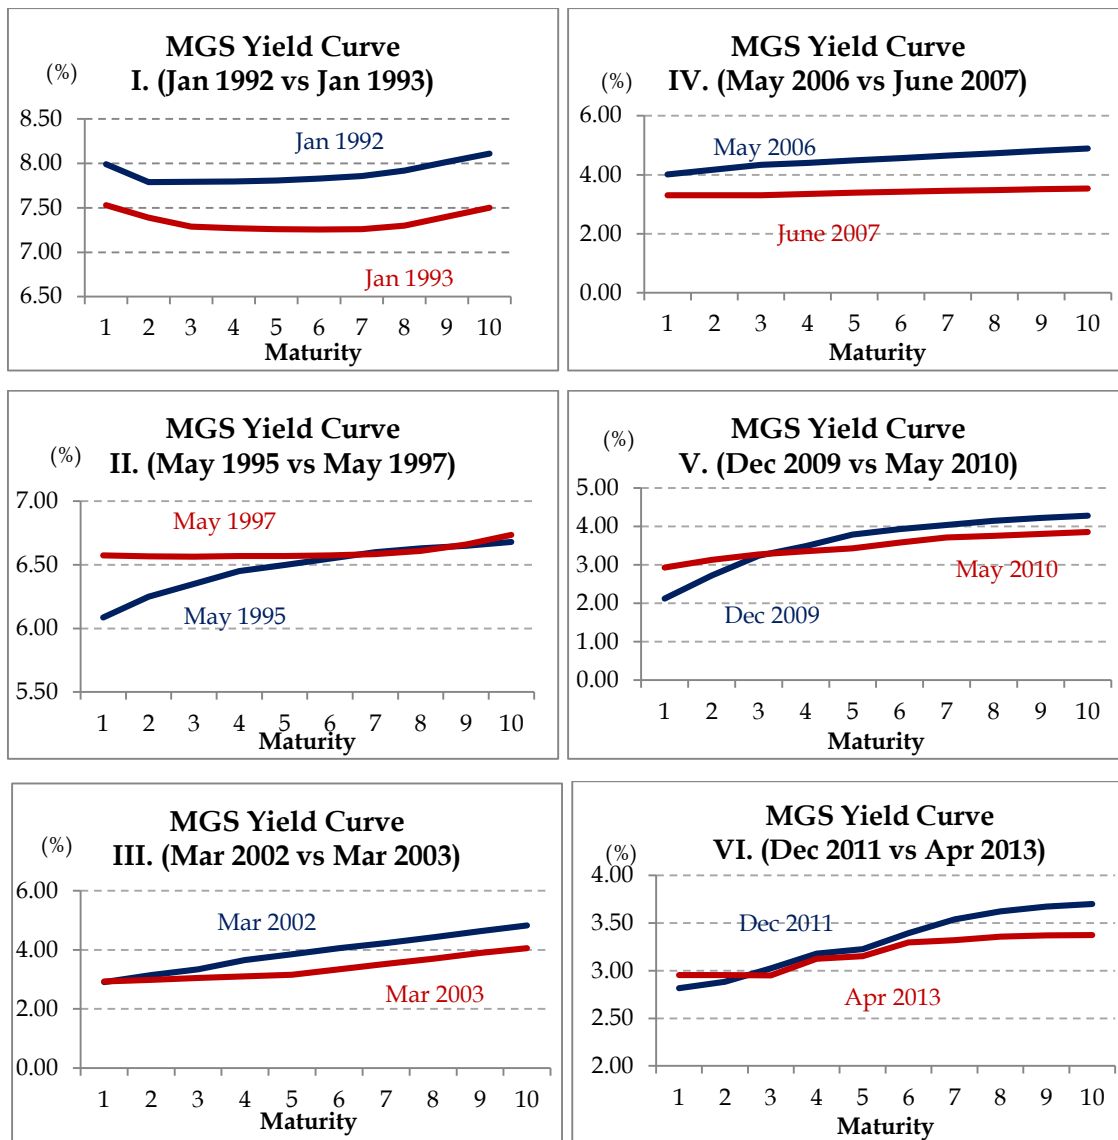 MGS Yield Curve
I. (Jan 1992 vs Jan 1993)
(%)
8.50
8.00
7.50
7.00
6.50
Jan 1992
Jan 1993
1 2 3 4 5 6 7 8 9 10
Maturity
MGS Yield Curve
IV. (May 2006 vs June 2007)
(%)
6.00
4.00
2.00
0.00
May 2006
June 2007
1 2 3 4 5 6 7 8 9 10
Maturity
MGS Yield Curve
II. (May 1995 vs May 1997)
(%)
7.00
6.50
6.00
5.50
May 1997
May 1995
1 2 3 4 5 6 7 8 9 10
Maturity
MGS Yield Curve
V. (Dec 2009 vs May 2010)
(%)
5.00
4.00
3.00
2.00
1.00
0.00
May 2010
Dec 2009
1 2 3 4 5 6 7 8 9 10
Maturity
MGS Yield Curve
III. (Mar 2002 vs Mar 2003)
(%)
6.00
4.00
2.00
0.00
Mar 2002
Mar 2003
1 2 3 4 5 6 7 8 9 10
Maturity
MGS Yield Curve
VI. (Dec 2011 vs Apr 2013)
(%)
4.00
3.50
3.00
2.50
2.00
Dec 2011
Apr 2013
1 2 3 4 5 6 7 8 9 10
Maturity